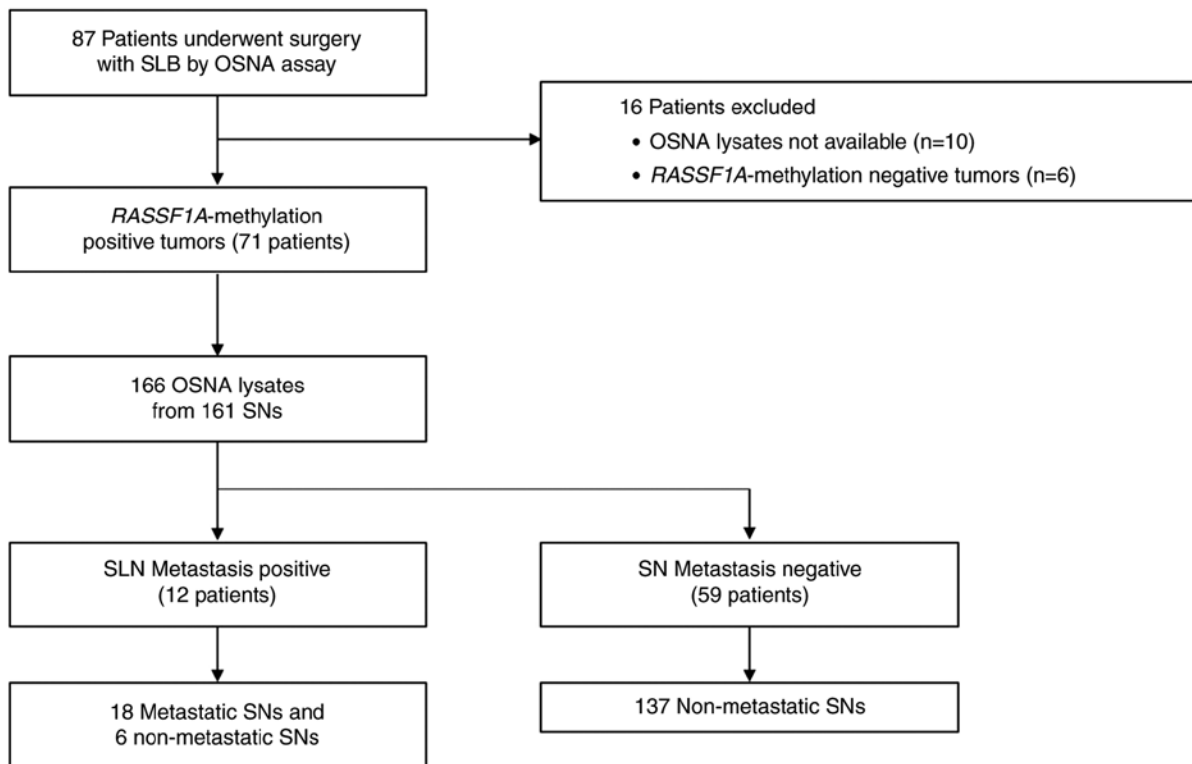 87 Patients underwent surgery
with SLB by OSNA assay
16 Patients excluded
• OSNA lysates not available (n=10)
• RASSF1A-methylation negative tumors (n=6)
RASSF1A-methylation
positive tumors (71 patients)
166 OSNA lysates
from 161 SNs
SLN Metastasis positive
(12 patients)
SN Metastasis negative
(59 patients)
18 Metastatic SNs and
6 non-metastatic SNs
137 Non-metastatic SNs